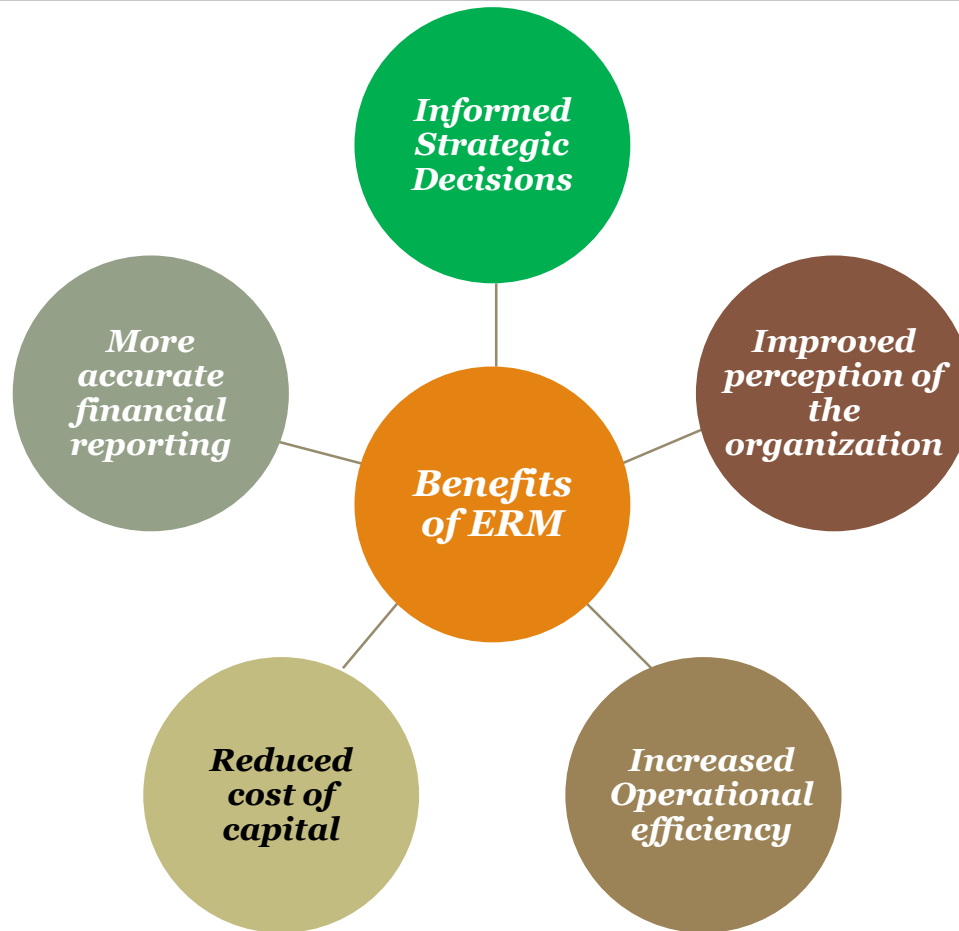 Informed
Strategic
Decisions
Improved
perception of
the
organization
Increased
Operational
efficiency
Reduced
cost of
capital
More
accurate
financial
reporting
Benefits
of ERM